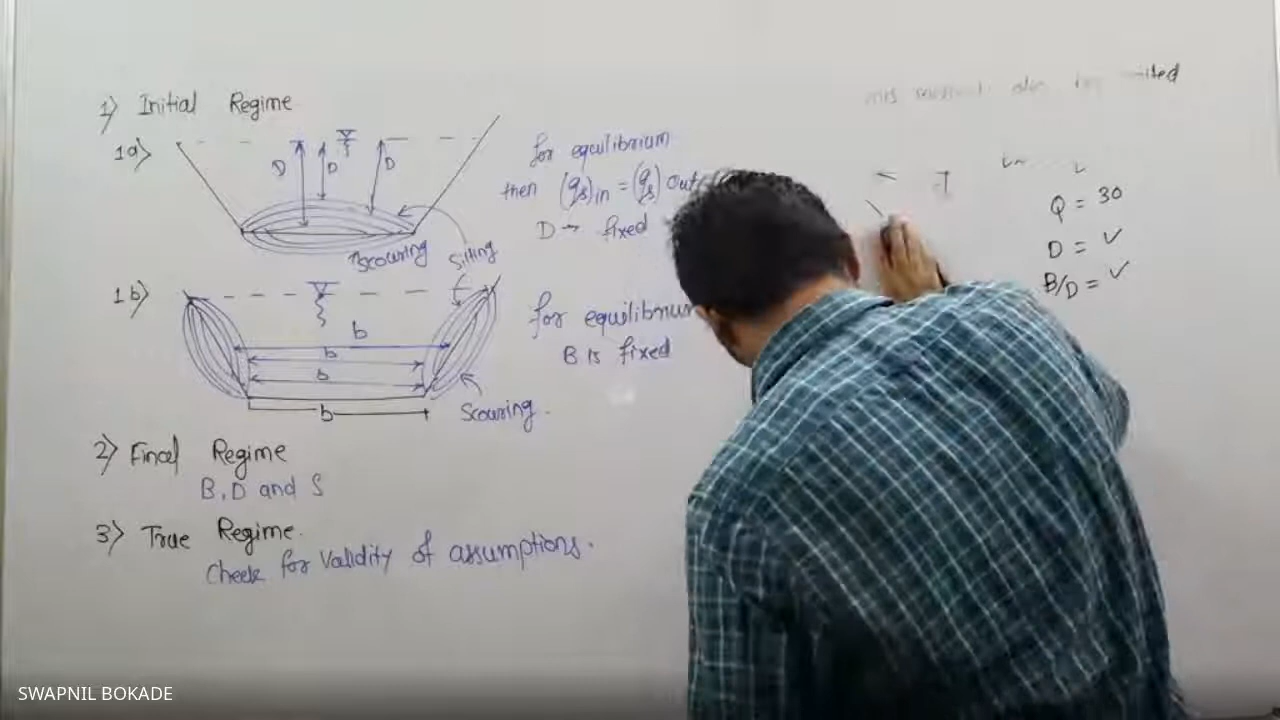 1) Initial Regime
1a)
D D D
for equilibrium
then (qs)in = (qs) out
D → fixed
Scouring Silting
1b)
b
b
b
b
for equilibrium
B is fixed
Scouring.
2) Final Regime
B, D and S
3) True Regime.
Check for Validity of assumptions.
Q = 30
D = ✓
B/D = ✓
SWAPNIL BOKADE